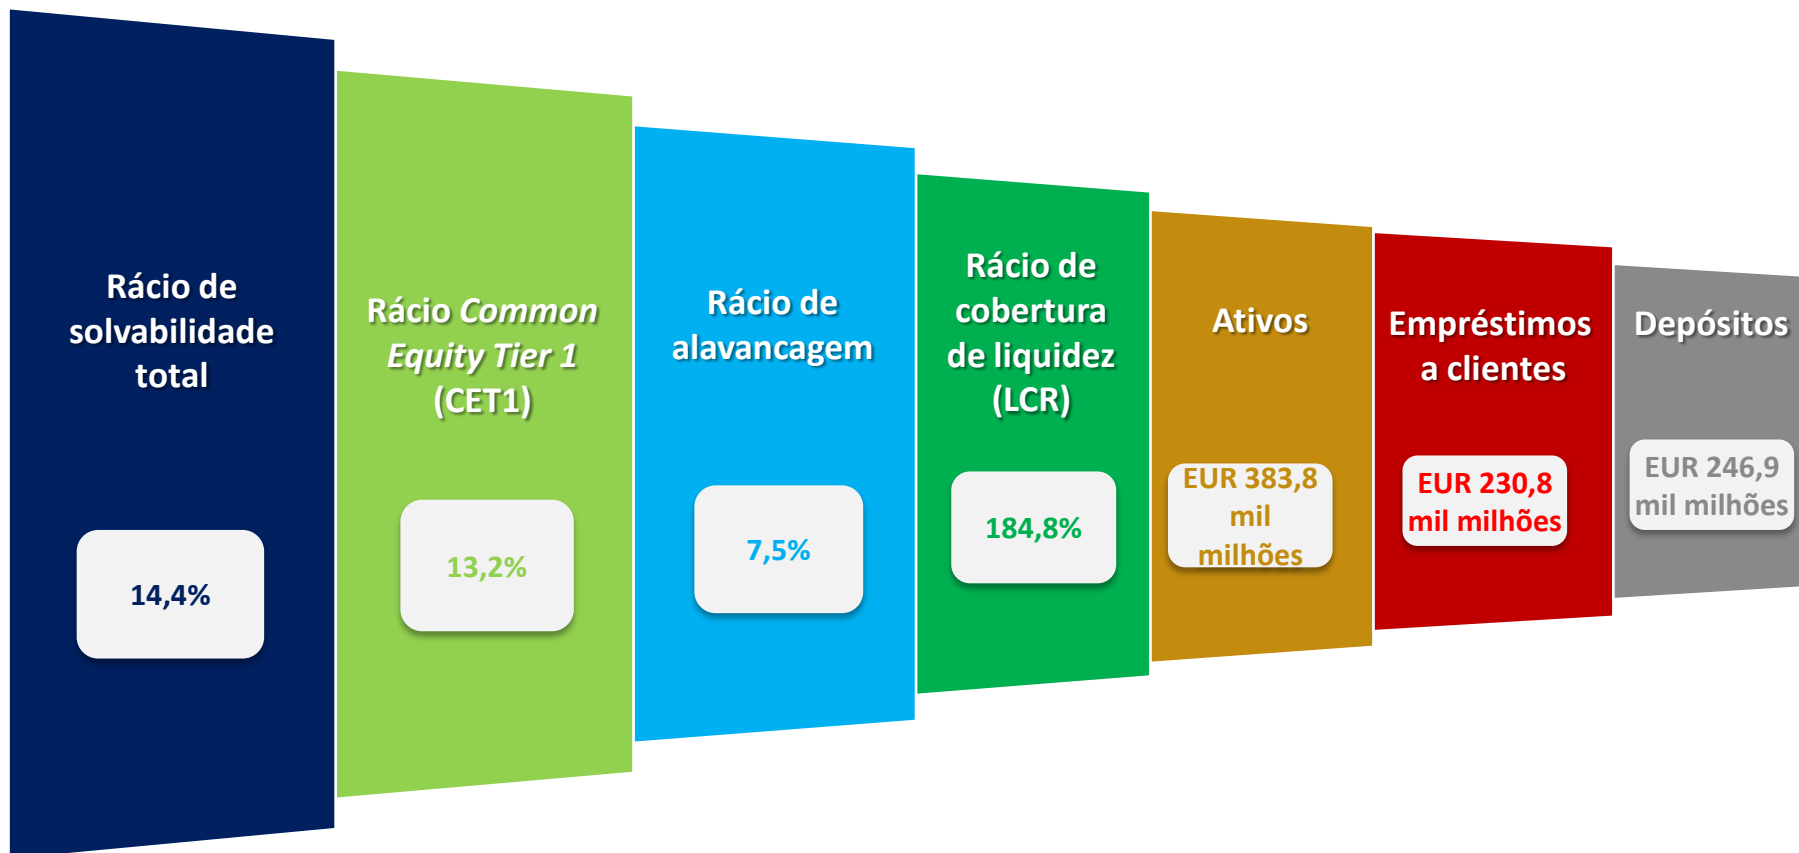 Rácio de
solvabilidade
total
14,4%
Rácio Common
Equity Tier 1
(CET1)
13,2%
Rácio de
alavancagem
7,5%
Rácio de
cobertura
de liquidez
(LCR)
184,8%
Ativos
EUR 383,8
mil
milhões
Empréstimos
a clientes
EUR 230,8
mil milhões
Depósitos
EUR 246,9
mil milhões